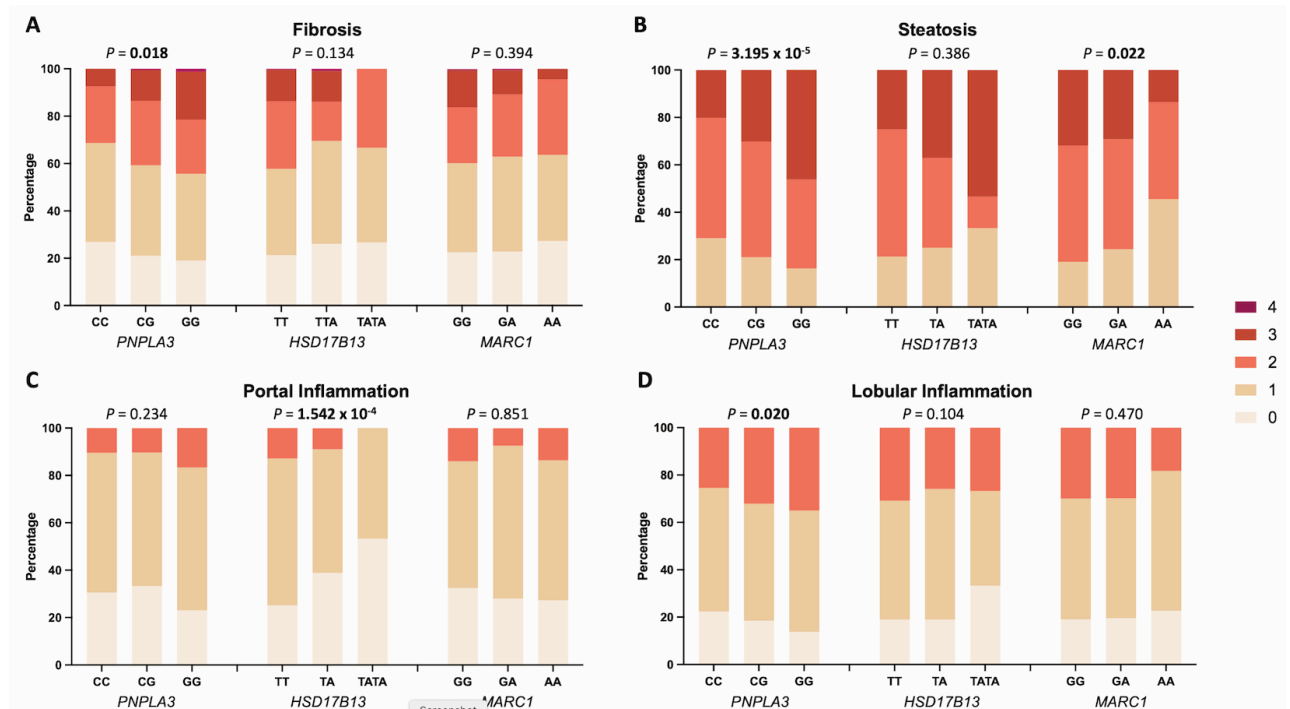 A
Fibrosis
P = 0.018 P = 0.134 P = 0.394
100
80
60
40
20
0
Percentage
CC CG GG TT TTA TATA GG GA AA
PNPLA3 HSD17B13 MARC1
B
Steatosis
P = 3.195 x 10-5 P = 0.386 P = 0.022
100
80
60
40
20
0
Percentage
CC CG GG TT TA TATA GG GA AA
PNPLA3 HSD17B13 MARC1
4
3
2
1
0
C
Portal Inflammation
P = 0.234 P = 1.542 x 10-4 P = 0.851
100
80
60
40
20
0
Percentage
CC CG GG TT TA TATA GG GA AA
PNPLA3 HSD17B13 MARC1
D
Lobular Inflammation
P = 0.020 P = 0.104 P = 0.470
100
80
60
40
20
0
Percentage
CC CG GG TT TA TATA GG GA AA
PNPLA3 HSD17B13 MARC1